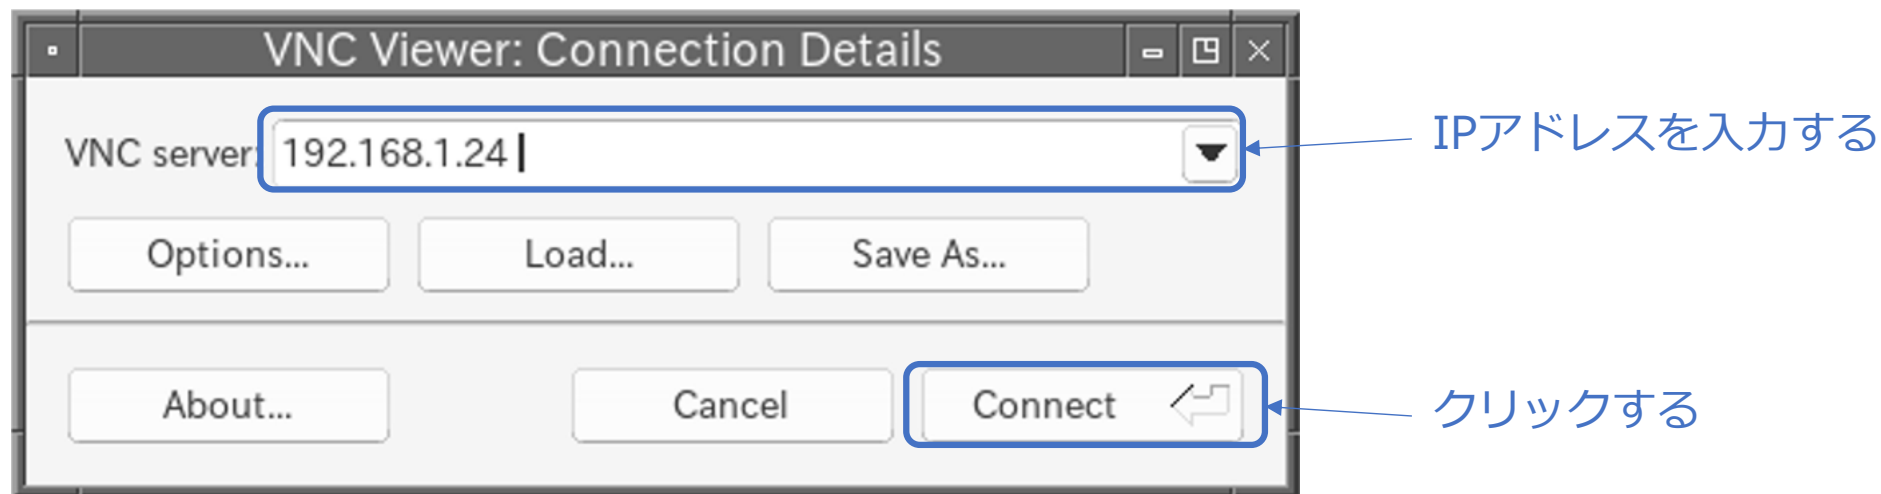 VNC Viewer: Connection Details
VNC server: 192.168.1.24
IPアドレスを入力する
Options... Load... Save As...
About... Cancel Connect
クリックする